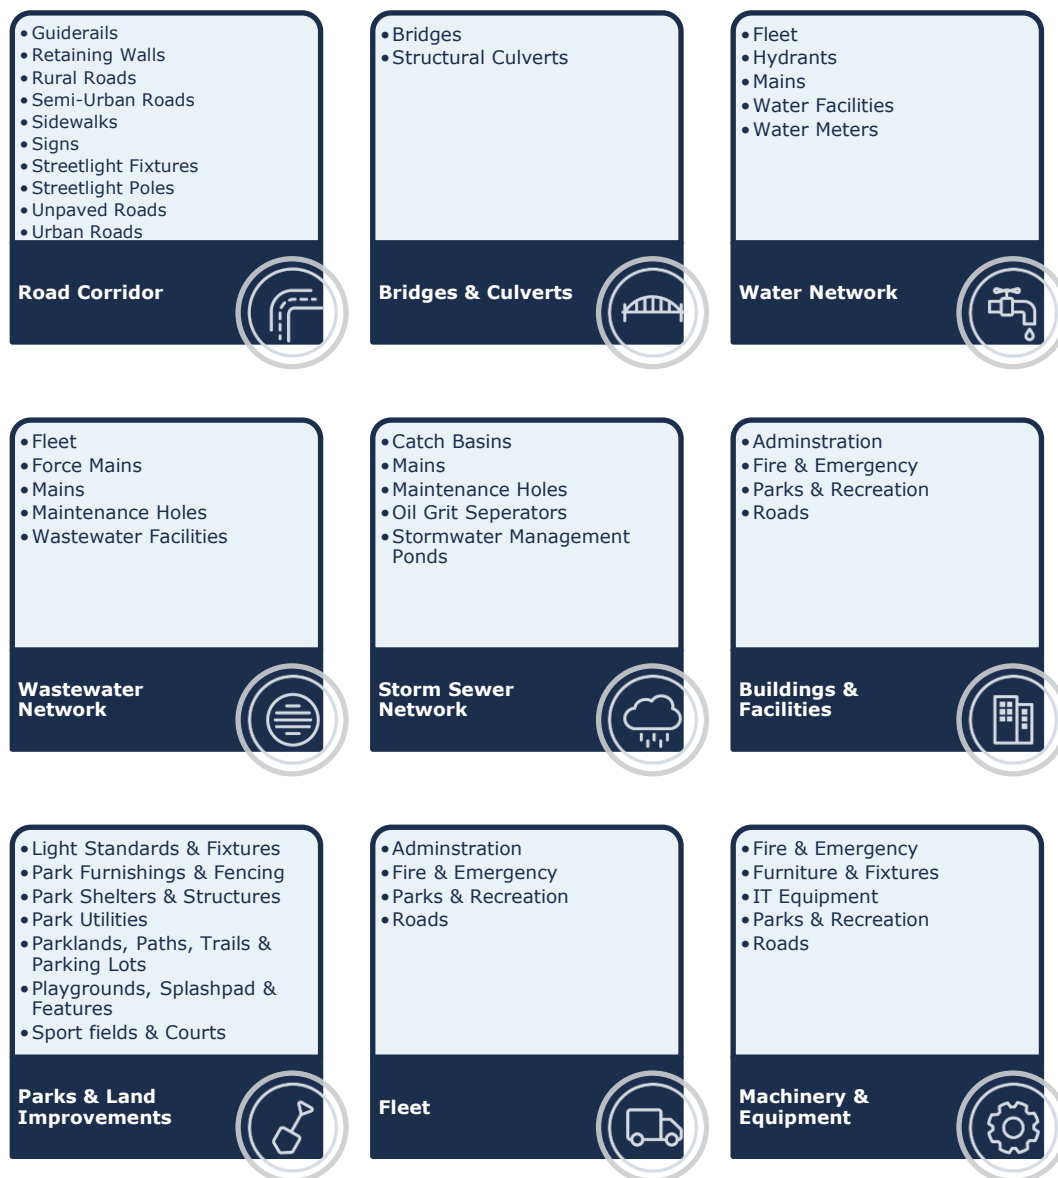 • Guiderails
• Retaining Walls
• Rural Roads
• Semi-Urban Roads
• Sidewalks
• Signs
• Streetlight Fixtures
• Streetlight Poles
• Unpaved Roads
• Urban Roads
Road Corridor
• Bridges
• Structural Culverts
Bridges & Culverts
• Fleet
• Hydrants
• Mains
• Water Facilities
• Water Meters
Water Network
• Fleet
• Force Mains
• Mains
• Maintenance Holes
• Wastewater Facilities
Wastewater
Network
• Catch Basins
• Mains
• Maintenance Holes
• Oil Grit Seperators
• Stormwater Management
Ponds
Storm Sewer
Network
• Adminstration
• Fire & Emergency
• Parks & Recreation
• Roads
Buildings &
Facilities
• Light Standards & Fixtures
• Park Furnishings & Fencing
• Park Shelters & Structures
• Park Utilities
• Parklands, Paths, Trails &
Parking Lots
• Playgrounds, Splashpad &
Features
• Sport fields & Courts
Parks & Land
Improvements
• Adminstration
• Fire & Emergency
• Parks & Recreation
• Roads
Fleet
• Fire & Emergency
• Furniture & Fixtures
• IT Equipment
• Parks & Recreation
• Roads
Machinery &
Equipment